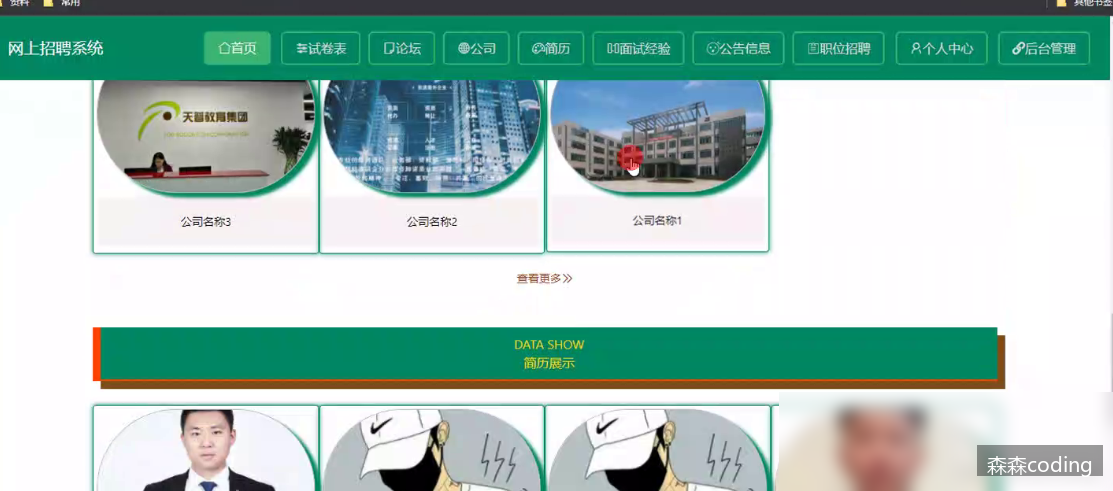 资料 常用 其他书签
网上招聘系统 首页 试卷表 论坛 公司 简历 面试经验 公告信息 职位招聘 个人中心 后台管理
天晋教育集团
公司名称3 公司名称2 公司名称1
查看更多
DATA SHOW
简历展示
森森coding